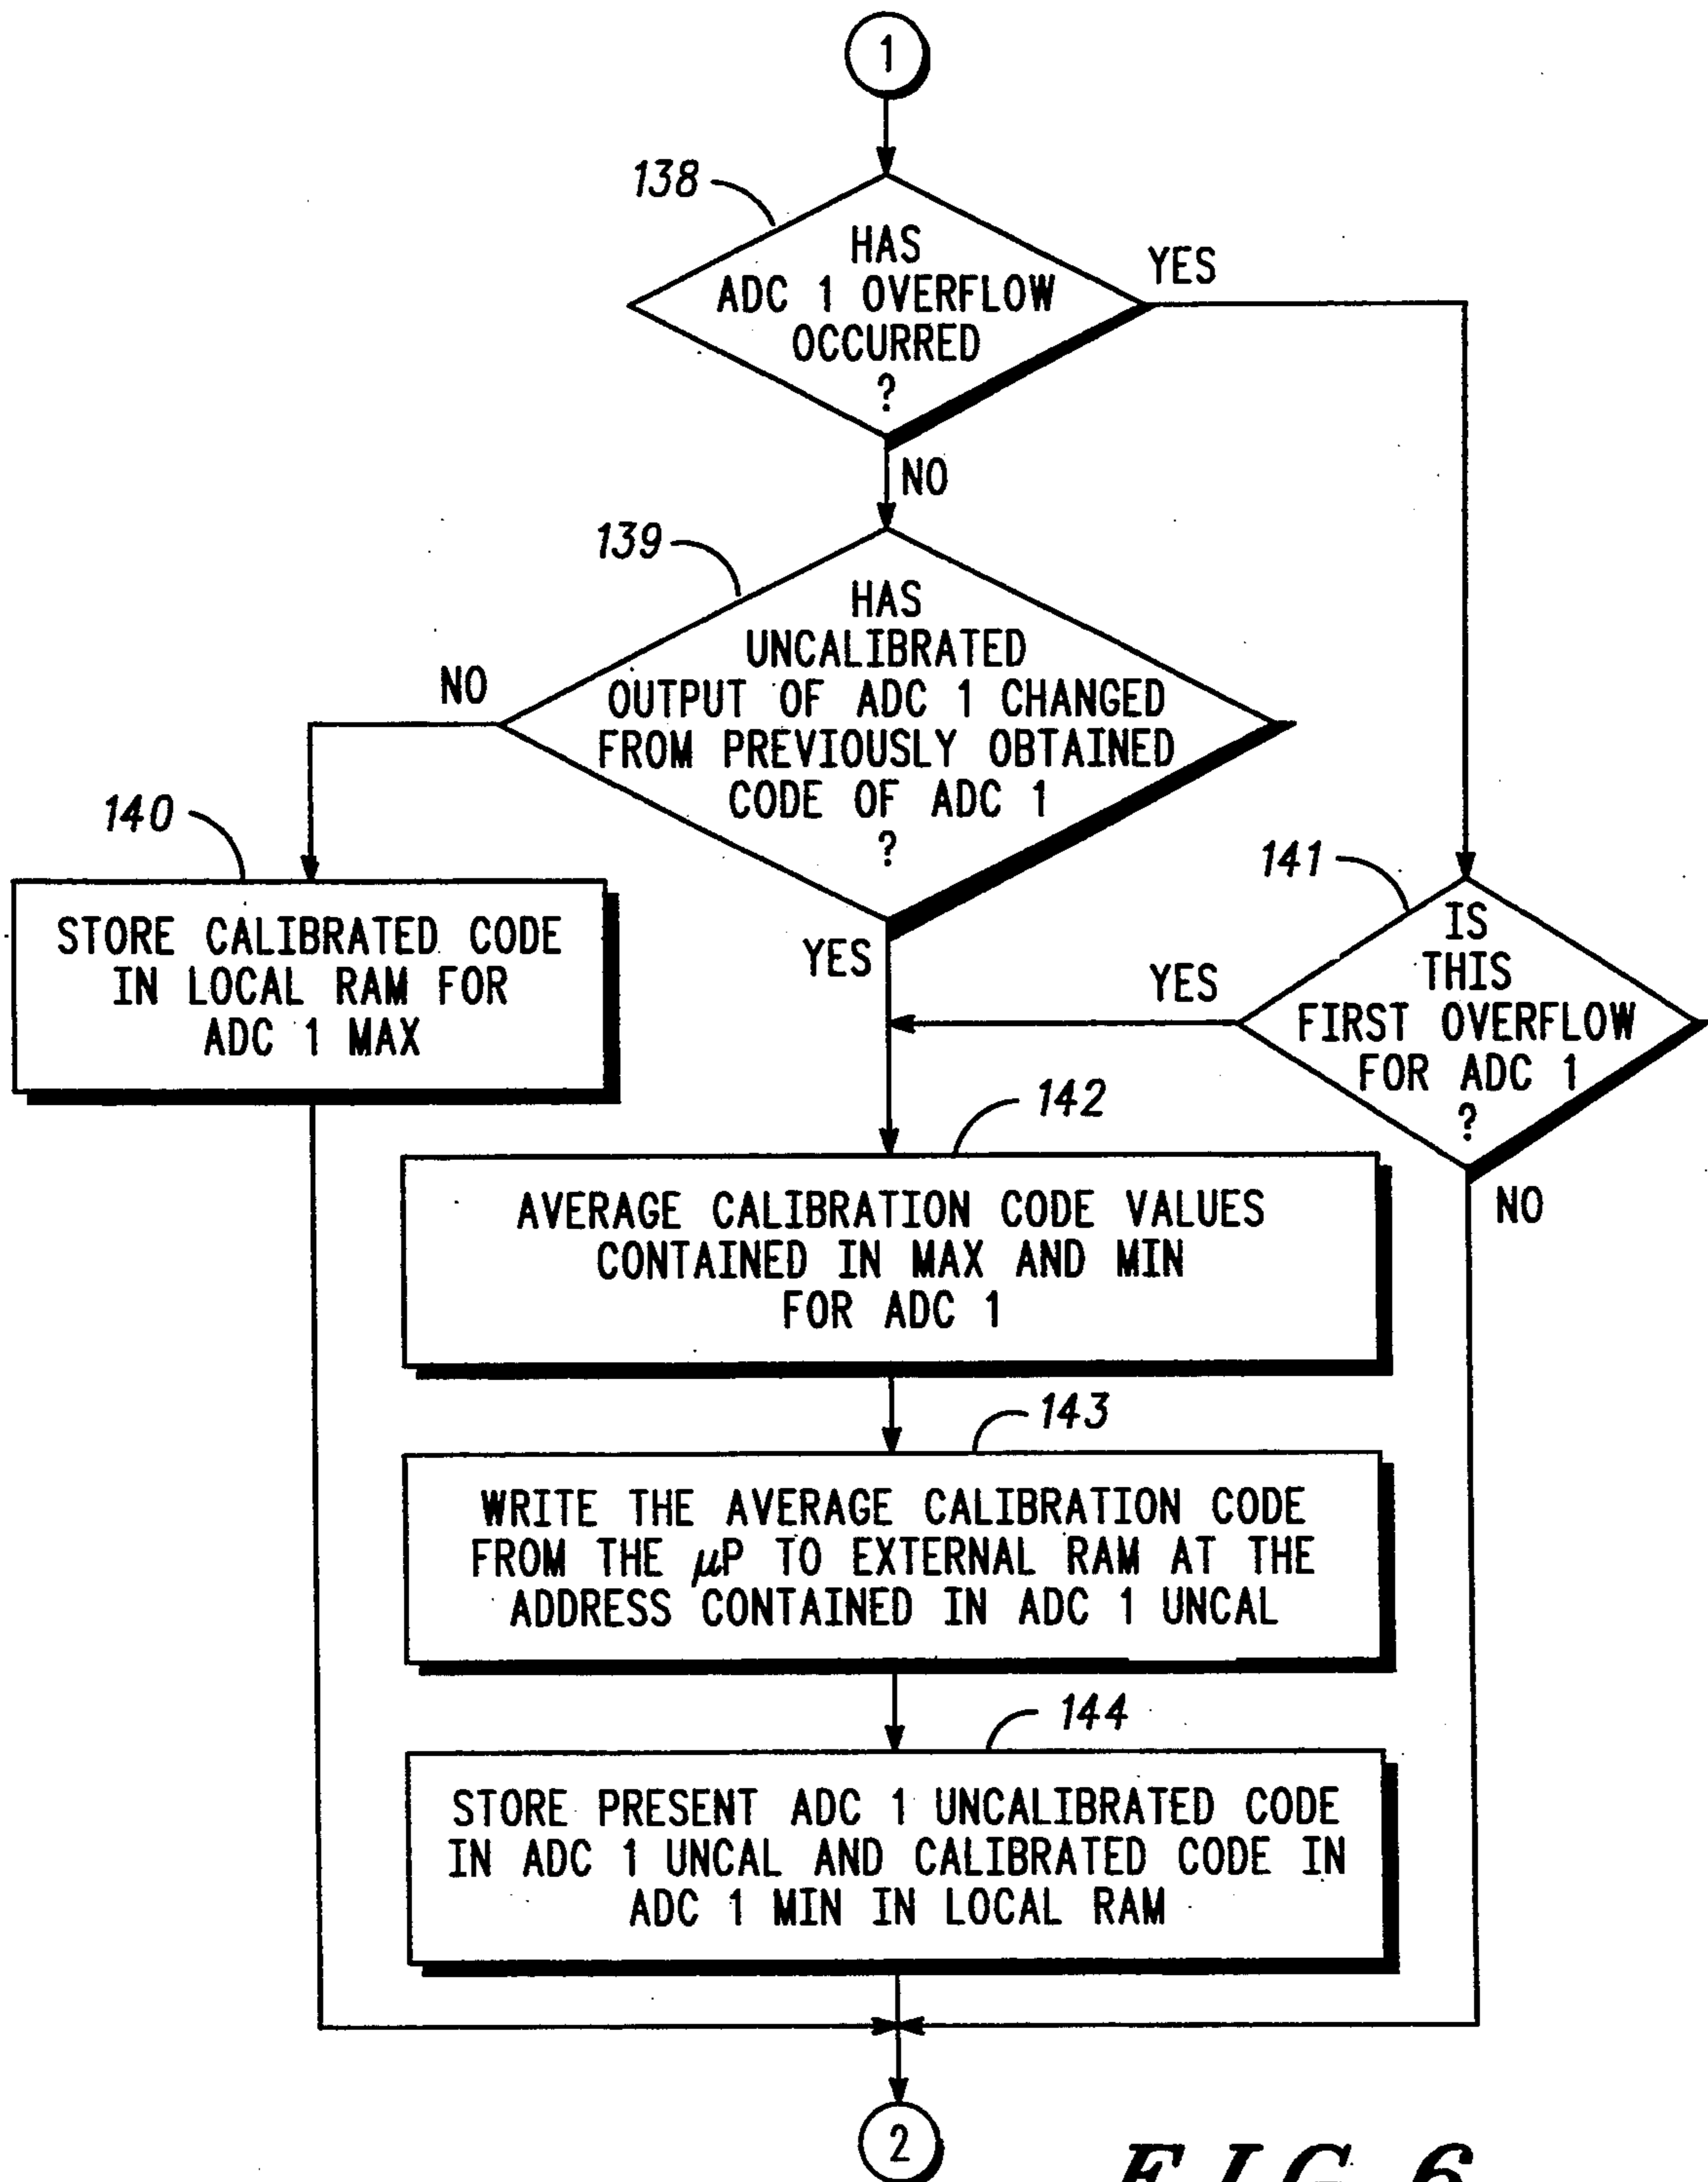 1
138
HAS
ADC 1 OVERFLOW
OCCURRED
?
YES
NO
139
HAS
UNCALIBRATED
OUTPUT OF ADC 1 CHANGED
FROM PREVIOUSLY OBTAINED
CODE OF ADC 1
?
NO
YES
140
STORE CALIBRATED CODE
IN LOCAL RAM FOR
ADC 1 MAX
141
IS
THIS
FIRST OVERFLOW
FOR ADC 1
?
YES
NO
142
AVERAGE CALIBRATION CODE VALUES
CONTAINED IN MAX AND MIN
FOR ADC 1
143
WRITE THE AVERAGE CALIBRATION CODE
FROM THE μP TO EXTERNAL RAM AT THE
ADDRESS CONTAINED IN ADC 1 UNCAL
144
STORE PRESENT ADC 1 UNCALIBRATED CODE
IN ADC 1 UNCAL AND CALIBRATED CODE IN
ADC 1 MIN IN LOCAL RAM
2
FIG. 6